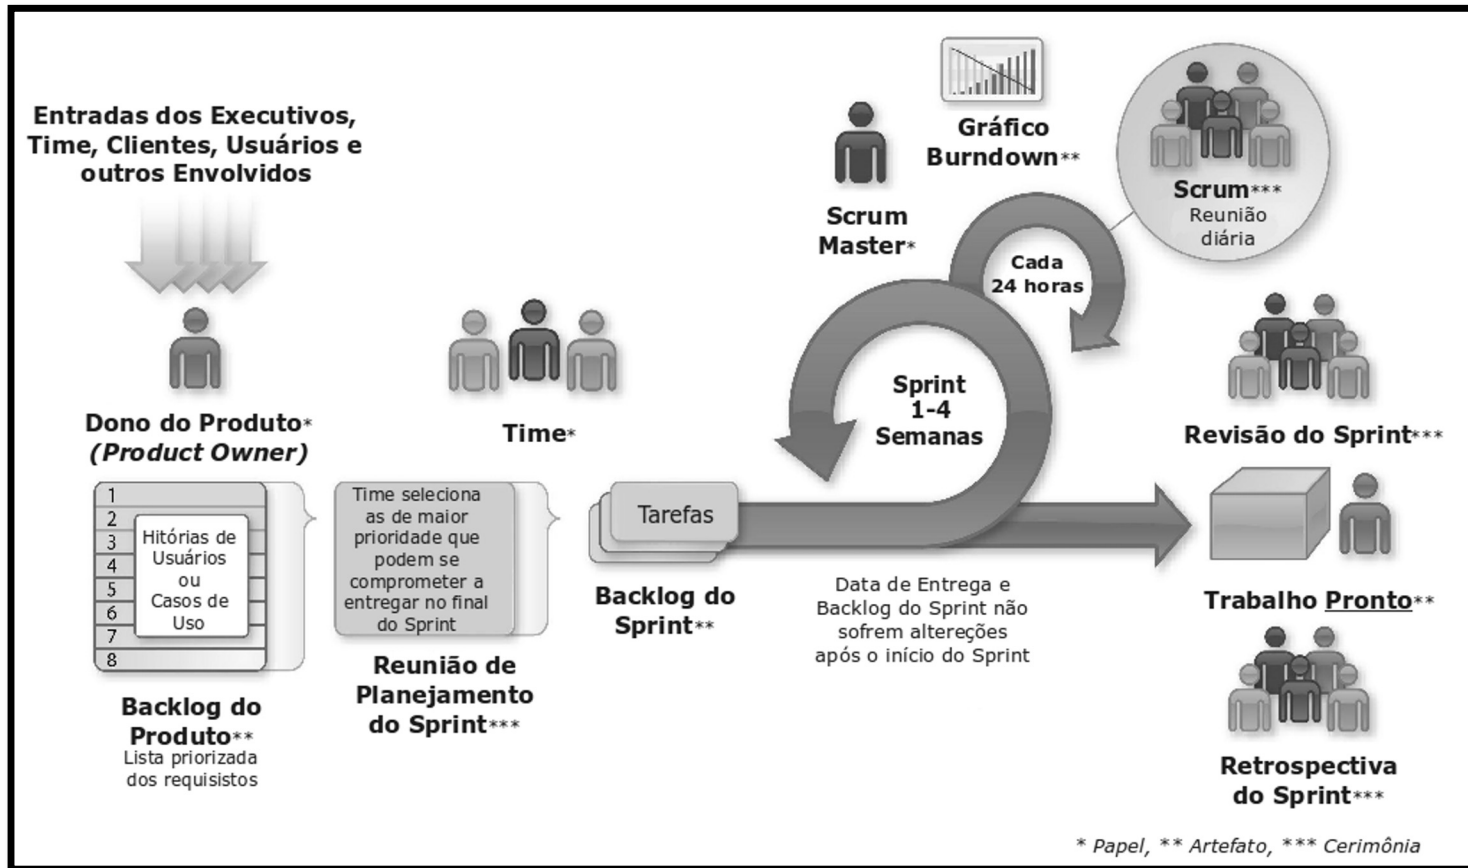 Entradas dos Executivos,
Time, Clientes, Usuários e
outros Envolvidos
Dono do Produto*
(Product Owner)
1
2
3
4
5
6
7
8
Hitórias de
Usuários
ou
Casos de
Uso
Backlog do
Produto**
Lista priorizada
dos requisistos
Time*
Time seleciona
as de maior
prioridade que
podem se
comprometer a
entregar no final
do Sprint
Reunião de
Planejamento
do Sprint***
Tarefas
Backlog do
Sprint**
Scrum
Master*
Gráfico
Burndown**
Cada
24 horas
Scrum***
Reunião
diária
Sprint
1-4
Semanas
Data de Entrega e
Backlog do Sprint não
sofrem altereções
após o início do Sprint
Revisão do Sprint***
Trabalho Pronto**
Retrospectiva
do Sprint***
* Papel, ** Artefato, *** Cerimônia